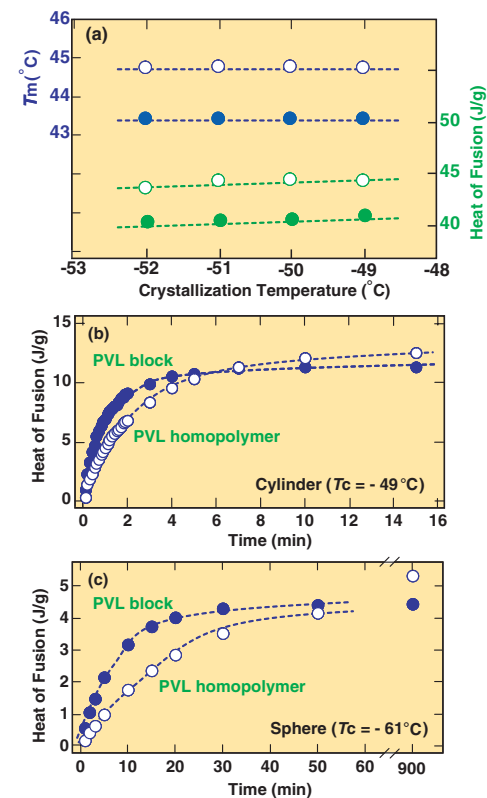 (a)
46
45
44
43
Tm(°C)
50
45
40
Heat of Fusion (J/g)
-53 -52 -51 -50 -49 -48
Crystallization Temperature (°C)
(b)
15
10
5
0
Heat of Fusion (J/g)
PVL block
PVL homopolymer
Cylinder (Tc = - 49°C)
0 2 4 6 8 10 12 14 16
Time (min)
(c)
5
4
3
2
1
0
Heat of Fusion (J/g)
PVL block
PVL homopolymer
Sphere (Tc = - 61°C)
0 10 20 30 40 50 60 900
Time (min)